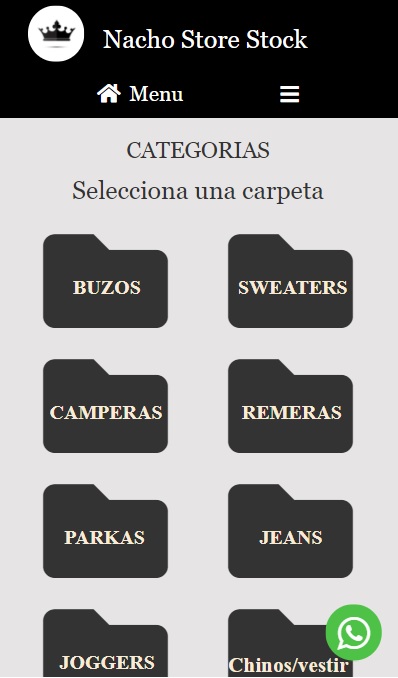 Nacho Store Stock
Menu
CATEGORIAS
Selecciona una carpeta
BUZOS
SWEATERS
CAMPERAS
REMERAS
PARKAS
JEANS
JOGGERS
Chinos/vestir